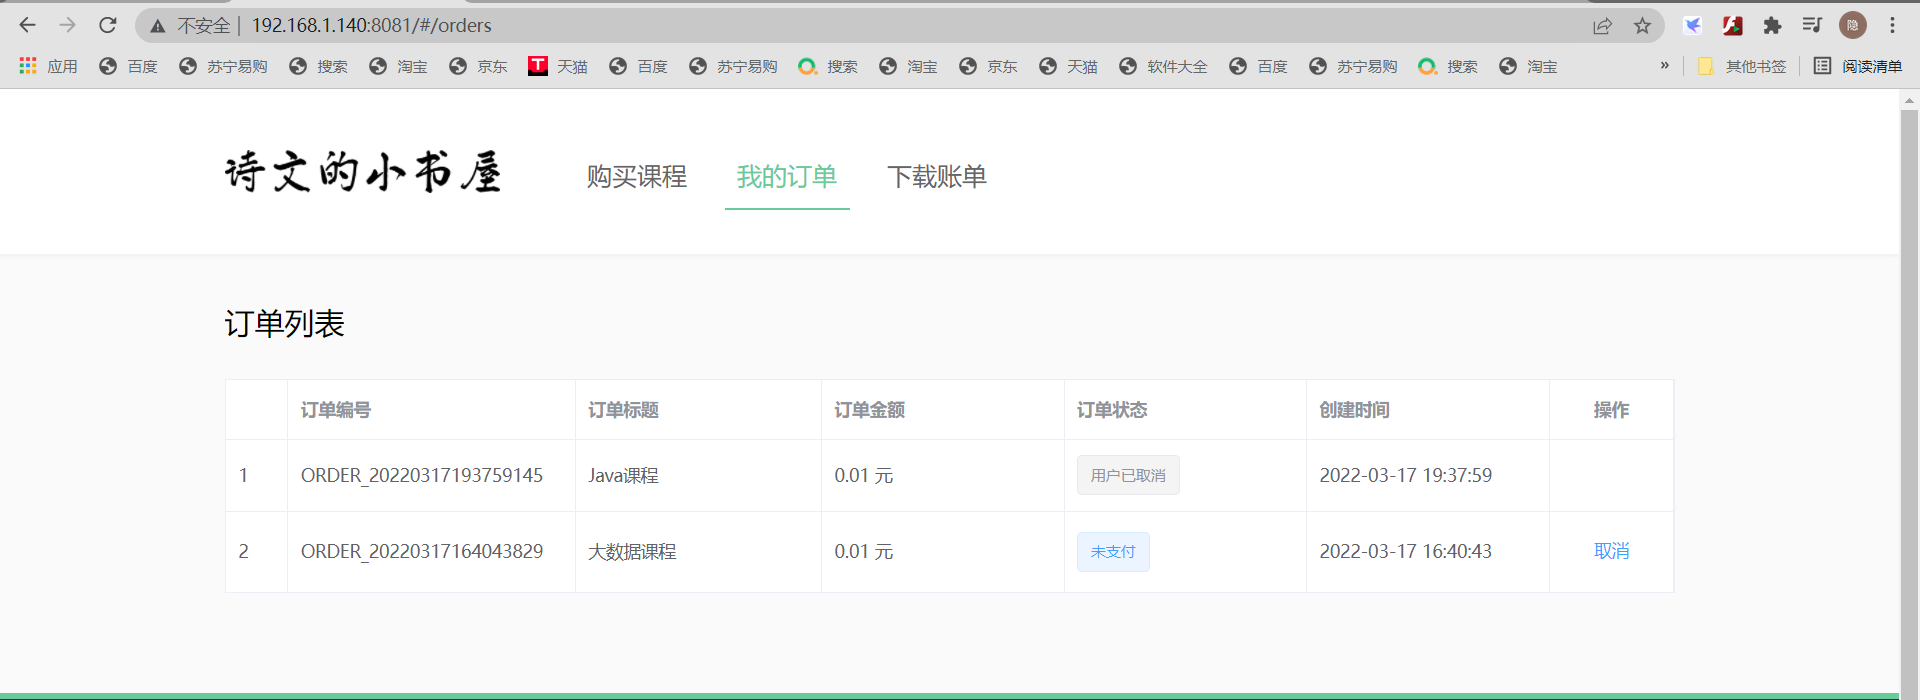 不安全 | 192.168.1.140:8081/#/orders 隐
应用 百度 苏宁易购 搜索 淘宝 京东 天猫 百度 苏宁易购 搜索 淘宝 京东 天猫 软件大全 百度 苏宁易购 搜索 淘宝 » 其他书签 阅读清单
诗文的小书屋 购买课程 我的订单 下载账单
订单列表
订单编号 订单标题 订单金额 订单状态 创建时间 操作
1 ORDER_20220317193759145 Java课程 0.01 元 用户已取消 2022-03-17 19:37:59
2 ORDER_20220317164043829 大数据课程 0.01 元 未支付 2022-03-17 16:40:43 取消